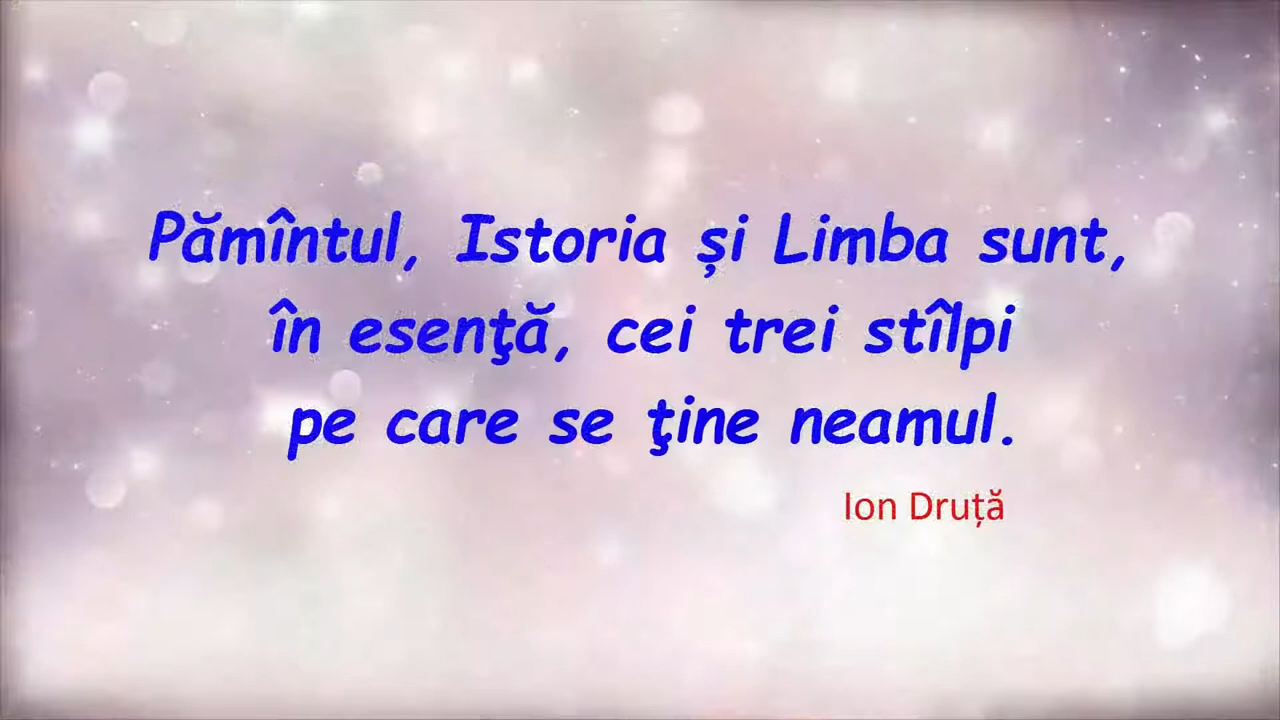 Pămîntul, Istoria și Limba sunt,
în esenţă, cei trei stîlpi
pe care se ţine neamul.
Ion Druță